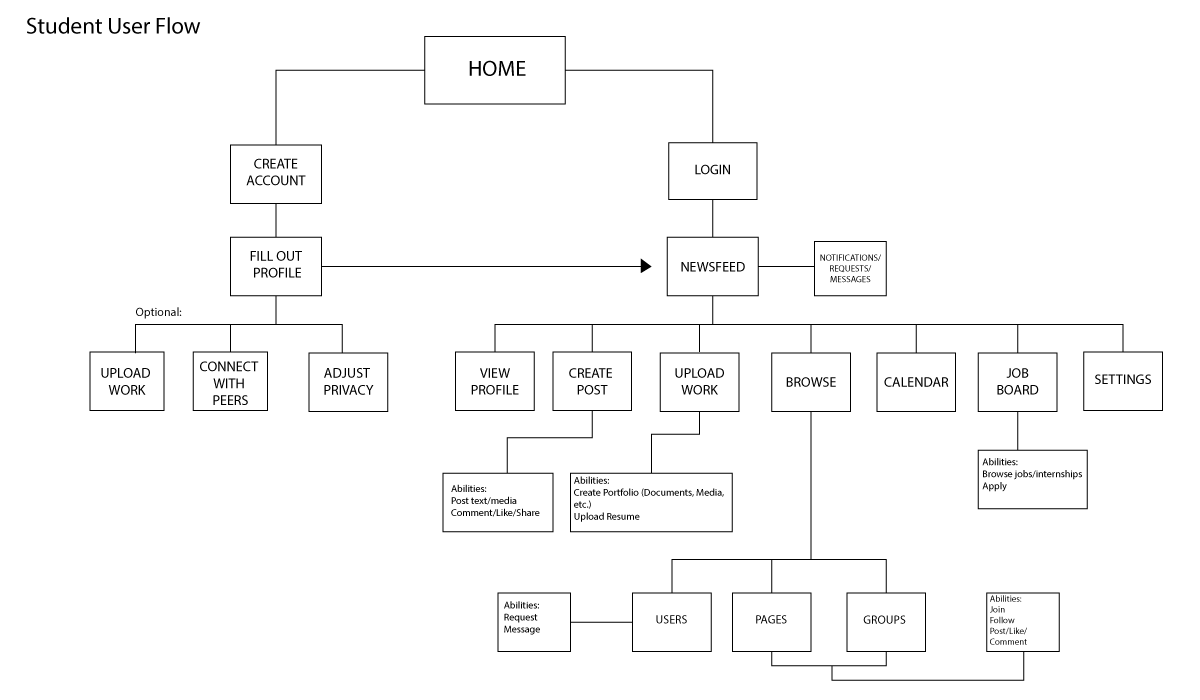 Student User Flow
HOME
CREATE
ACCOUNT
LOGIN
FILL OUT
PROFILE
NEWSFEED
NOTIFICATIONS/
REQUESTS/
MESSAGES
Optional:
UPLOAD
WORK
CONNECT
WITH
PEERS
ADJUST
PRIVACY
VIEW
PROFILE
CREATE
POST
UPLOAD
WORK
BROWSE
CALENDAR
JOB
BOARD
SETTINGS
Abilities:
Post text/media
Comment/Like/Share
Abilities:
Create Portfolio (Documents, Media,
etc.)
Upload Resume
Abilities:
Browse jobs/internships
Apply
Abilities:
Request
Message
USERS
PAGES
GROUPS
Abilities:
Join
Follow
Post/Like/
Comment